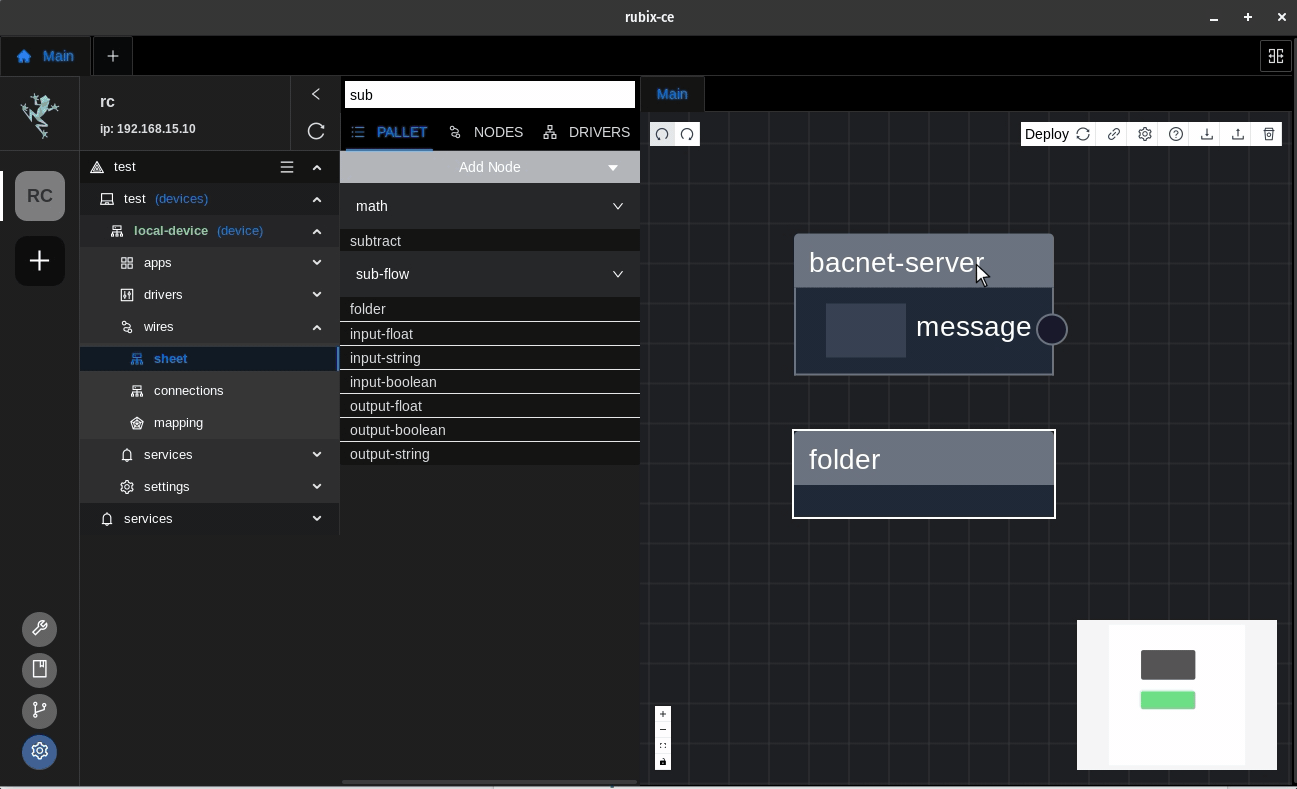 rubix-ce
Main
rc
ip: 192.168.15.10
RC
test
test (devices)
local-device (device)
apps
drivers
wires
sheet
connections
mapping
services
settings
services
sub
PALLET NODES DRIVERS
Add Node
math
subtract
sub-flow
folder
input-float
input-string
input-boolean
output-float
output-boolean
output-string
Main
Deploy
bacnet-server
message
folder